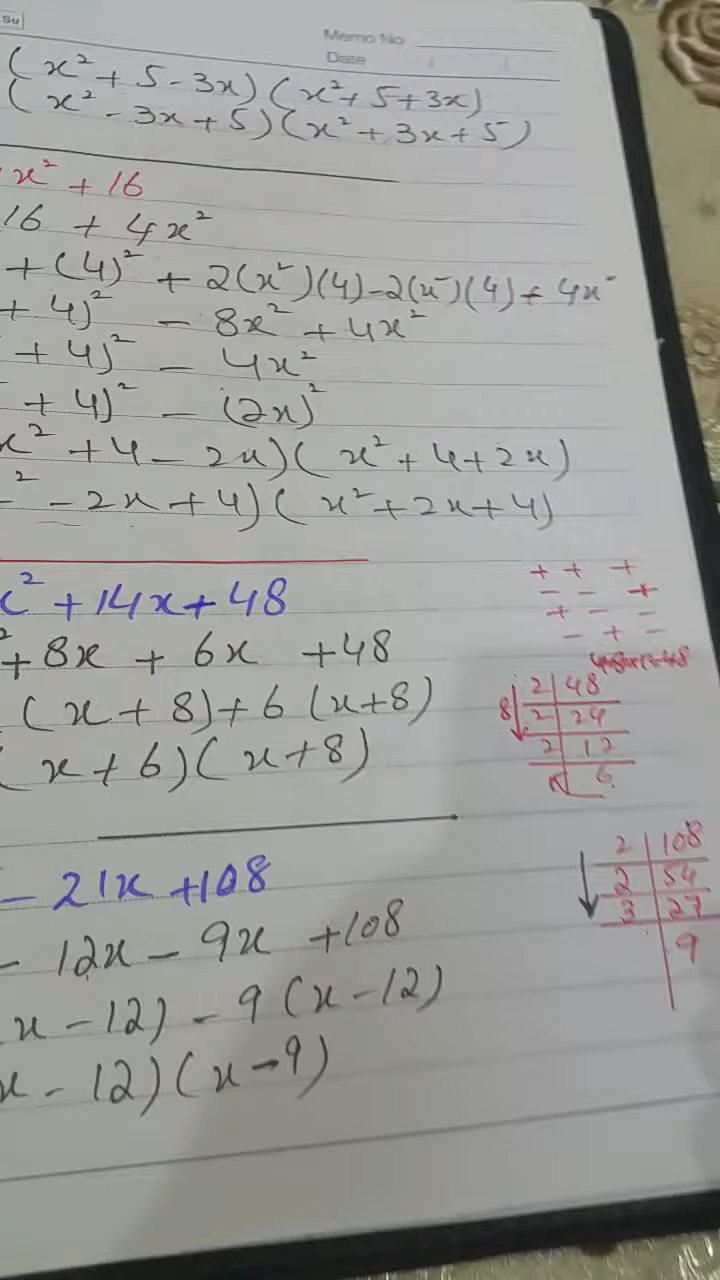 Su
Memo No
Date
(x² + 5 - 3x) (x² + 5 + 3x)
(x² - 3x + 5) (x² + 3x + 5)
x² + 16
16 + 4x²
+ (4)² + 2(x²)(4) - 2(x²)(4) + 4x²
+ 4)² - 8x² + 4x²
+ 4)² - 4x²
+ 4)² - (2x)²
x² + 4 - 2x) (x² + 4 + 2x)
² - 2x + 4) (x² + 2x + 4)
+ + +
- - +
+ - -
- + -
x² + 14x + 48
² + 8x + 6x + 48
(x + 8) + 6 (x + 8)
(x + 6) (x + 8)
2 | 48
8 2 | 24
2 | 12
6
- 21x + 108
- 12x - 9x + 108
x - 12) - 9 (x - 12)
x - 12) (x - 9)
2 | 108
2 | 54
3 | 27
| 9